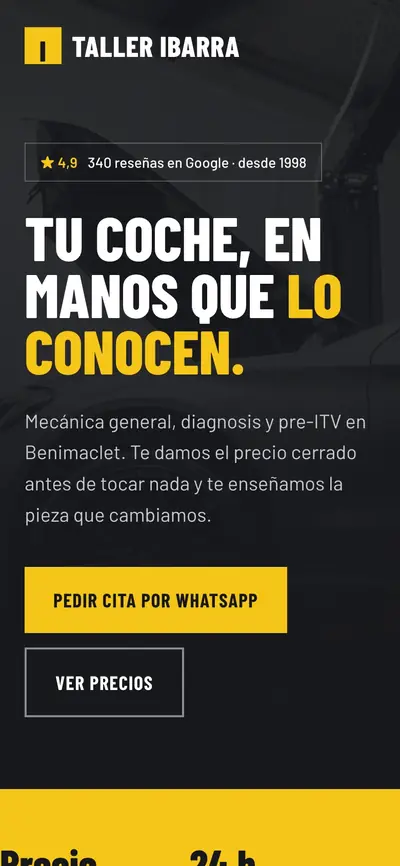 I TALLER IBARRA
★ 4,9 340 reseñas en Google · desde 1998
TU COCHE, EN
MANOS QUE LO
CONOCEN.
Mecánica general, diagnosis y pre-ITV en
Benimaclet. Te damos el precio cerrado
antes de tocar nada y te enseñamos la
pieza que cambiamos.
PEDIR CITA POR WHATSAPP
VER PRECIOS
Precio 24 h